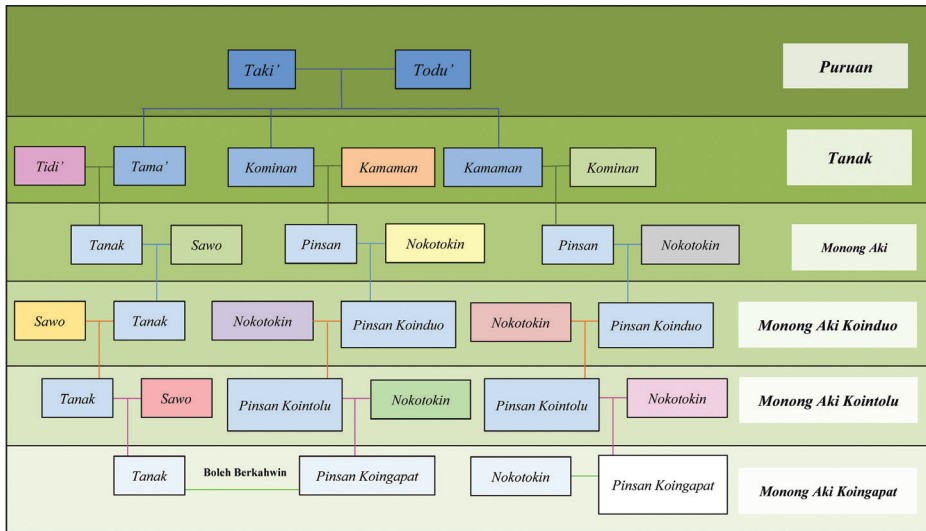 Taki’
Todu’
Puruan
Tidi’
Tama’
Kominan
Kamaman
Kamaman
Kominan
Tanak
Tanak
Sawo
Pinsan
Nokotokin
Pinsan
Nokotokin
Monong Aki
Sawo
Tanak
Nokotokin
Pinsan Koinduo
Nokotokin
Pinsan Koinduo
Monong Aki Koinduo
Tanak
Sawo
Pinsan Kointolu
Nokotokin
Pinsan Kointolu
Nokotokin
Monong Aki Kointolu
Tanak
Boleh Berkahwin
Pinsan Koingapat
Nokotokin
Pinsan Koingapat
Monong Aki Koingapat